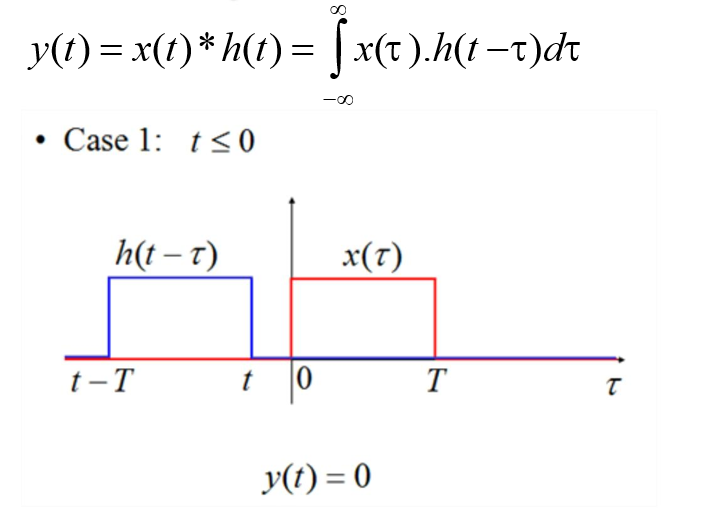 y(t) = x(t) * h(t) = ∫_{-∞}^{∞} x(τ).h(t – τ)dτ
• Case 1: t ≤ 0
h(t – τ) x(τ)
t – T t 0 T τ
y(t) = 0